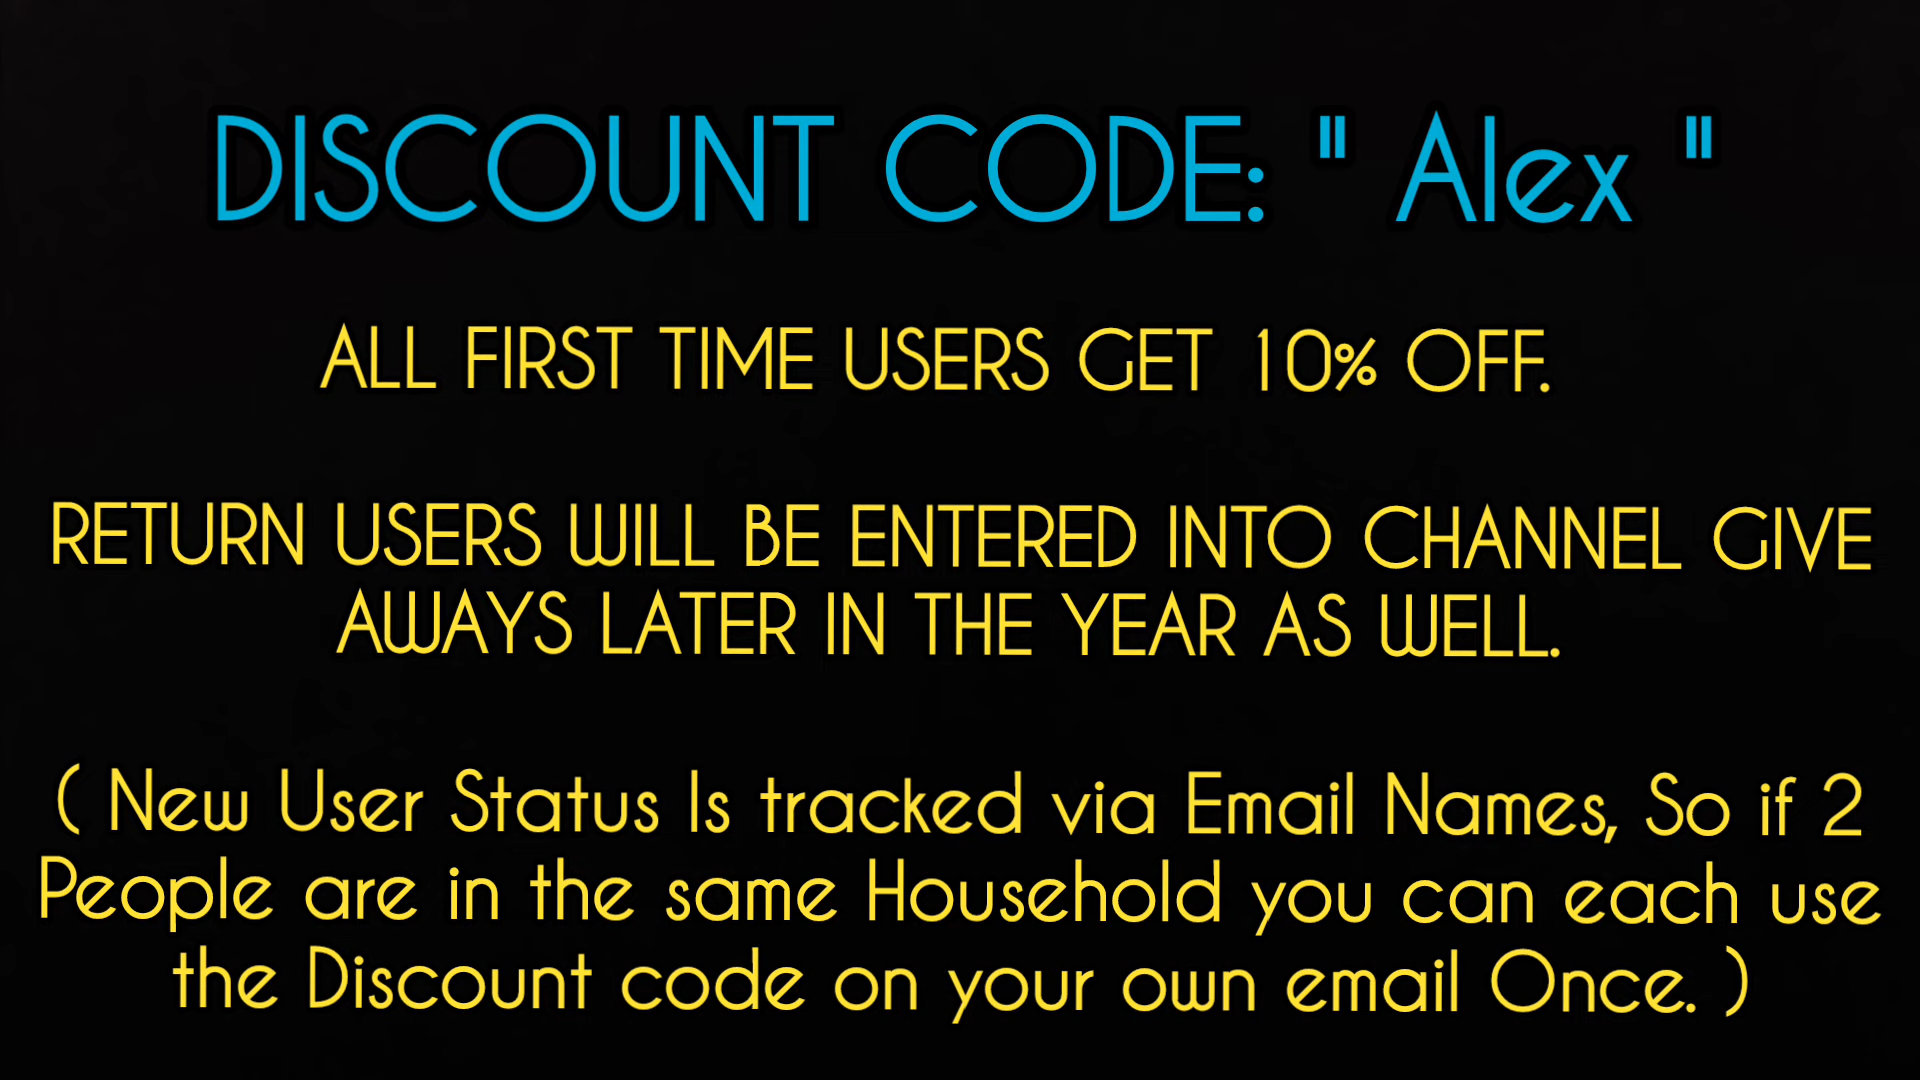 DISCOUNT CODE: " Alex "
ALL FIRST TIME USERS GET 10% OFF.
RETURN USERS WILL BE ENTERED INTO CHANNEL GIVE
AWAYS LATER IN THE YEAR AS WELL.
( New User Status Is tracked via Email Names, So if 2
People are in the same Household you can each use
the Discount code on your own email Once. )